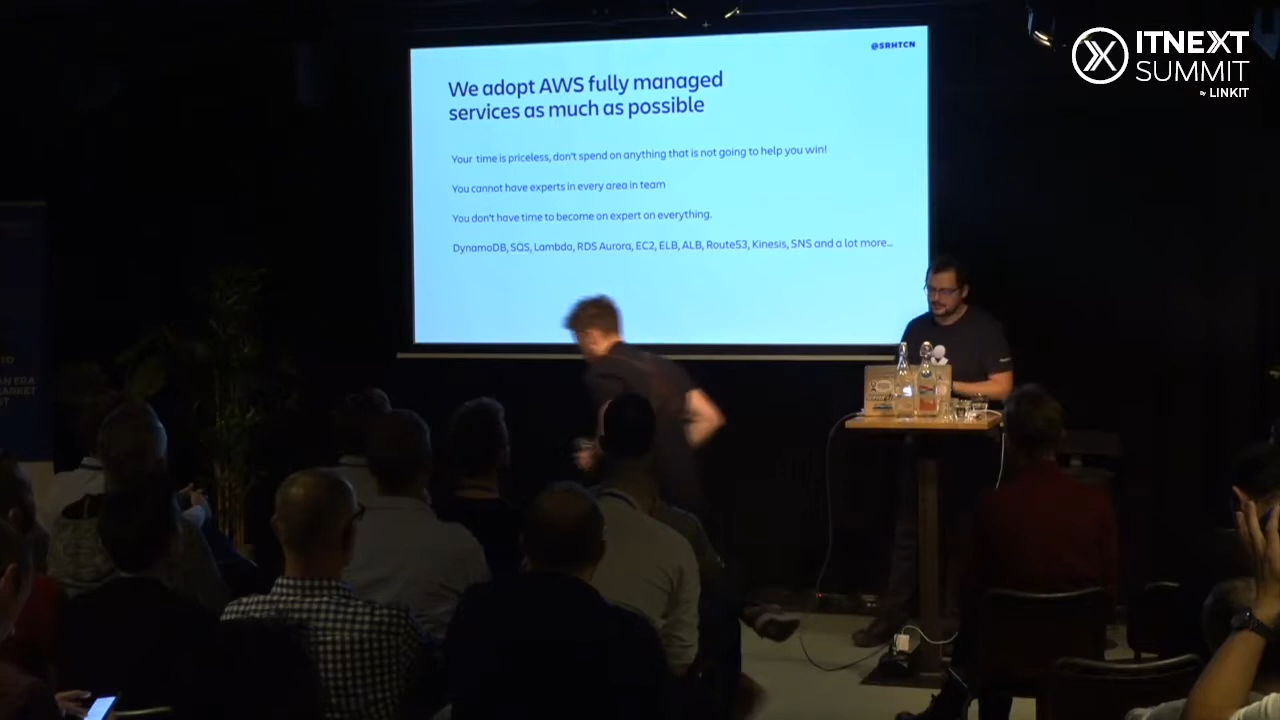 @SRHTCN
ITNEXT
SUMMIT
By LINKIT
We adopt AWS fully managed
services as much as possible
Your time is priceless, don't spend on anything that is not going to help you win!
You cannot have experts in every area in team
You don't have time to become on expert on everything.
DynamoDB, SQS, Lambda, RDS Aurora, EC2, ELB, ALB, Route53, Kinesis, SNS and a lot more...
AN ERA